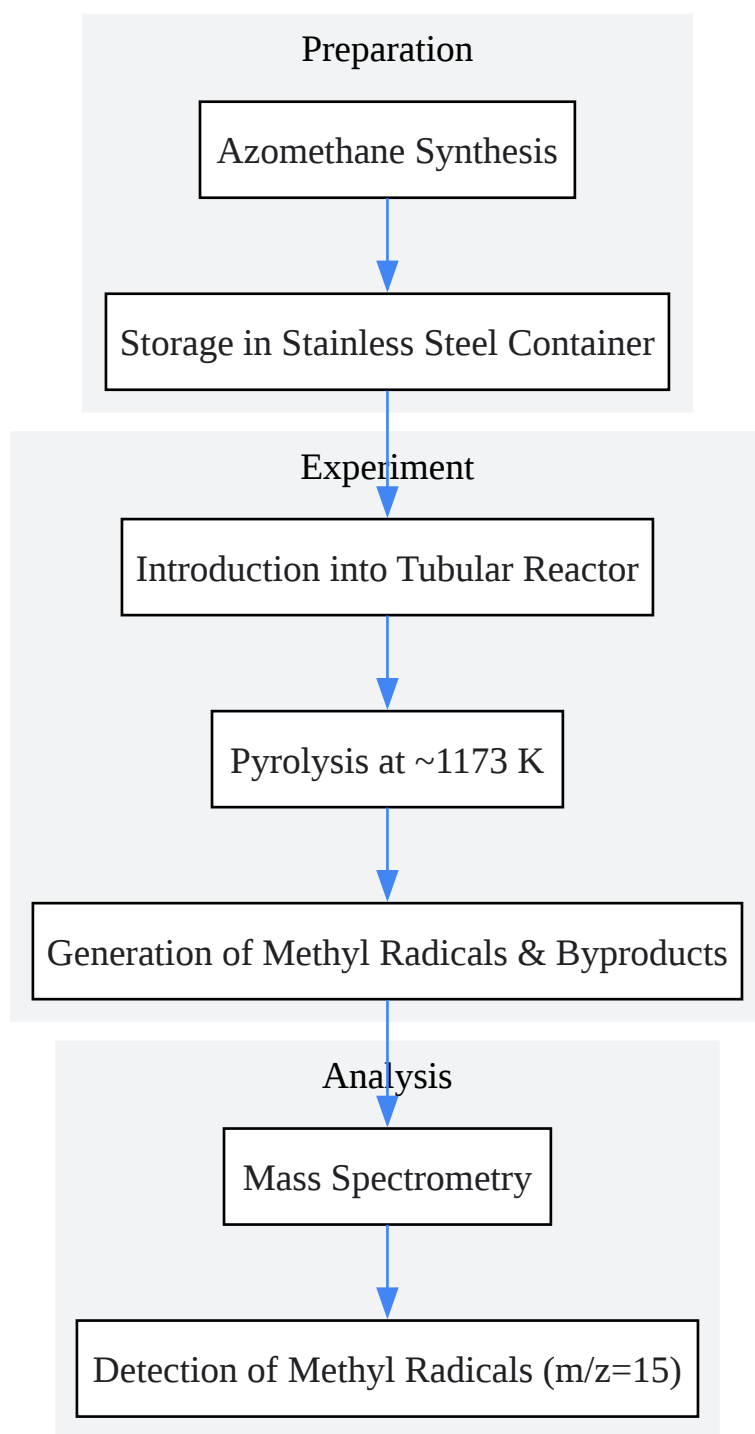 Preparation
Azomethane Synthesis
Storage in Stainless Steel Container
Experiment
Introduction into Tubular Reactor
Pyrolysis at ~1173 K
Generation of Methyl Radicals & Byproducts
Analysis
Mass Spectrometry
Detection of Methyl Radicals (m/z=15)